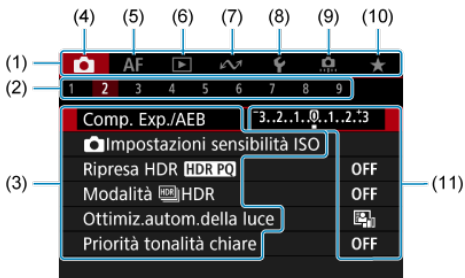 (4) (5) (6) (7) (8) (9) (10)
(1) AF
(2) 1 2 3 4 5 6 7 8 9
Comp. Exp./AEB -3..2..1..0..1..2..+3
Impostazioni sensibilità ISO
Ripresa HDR HDR PQ OFF
(3) Modalità HDR HDR OFF (11)
Ottimiz.autom.della luce
Priorità tonalità chiare OFF